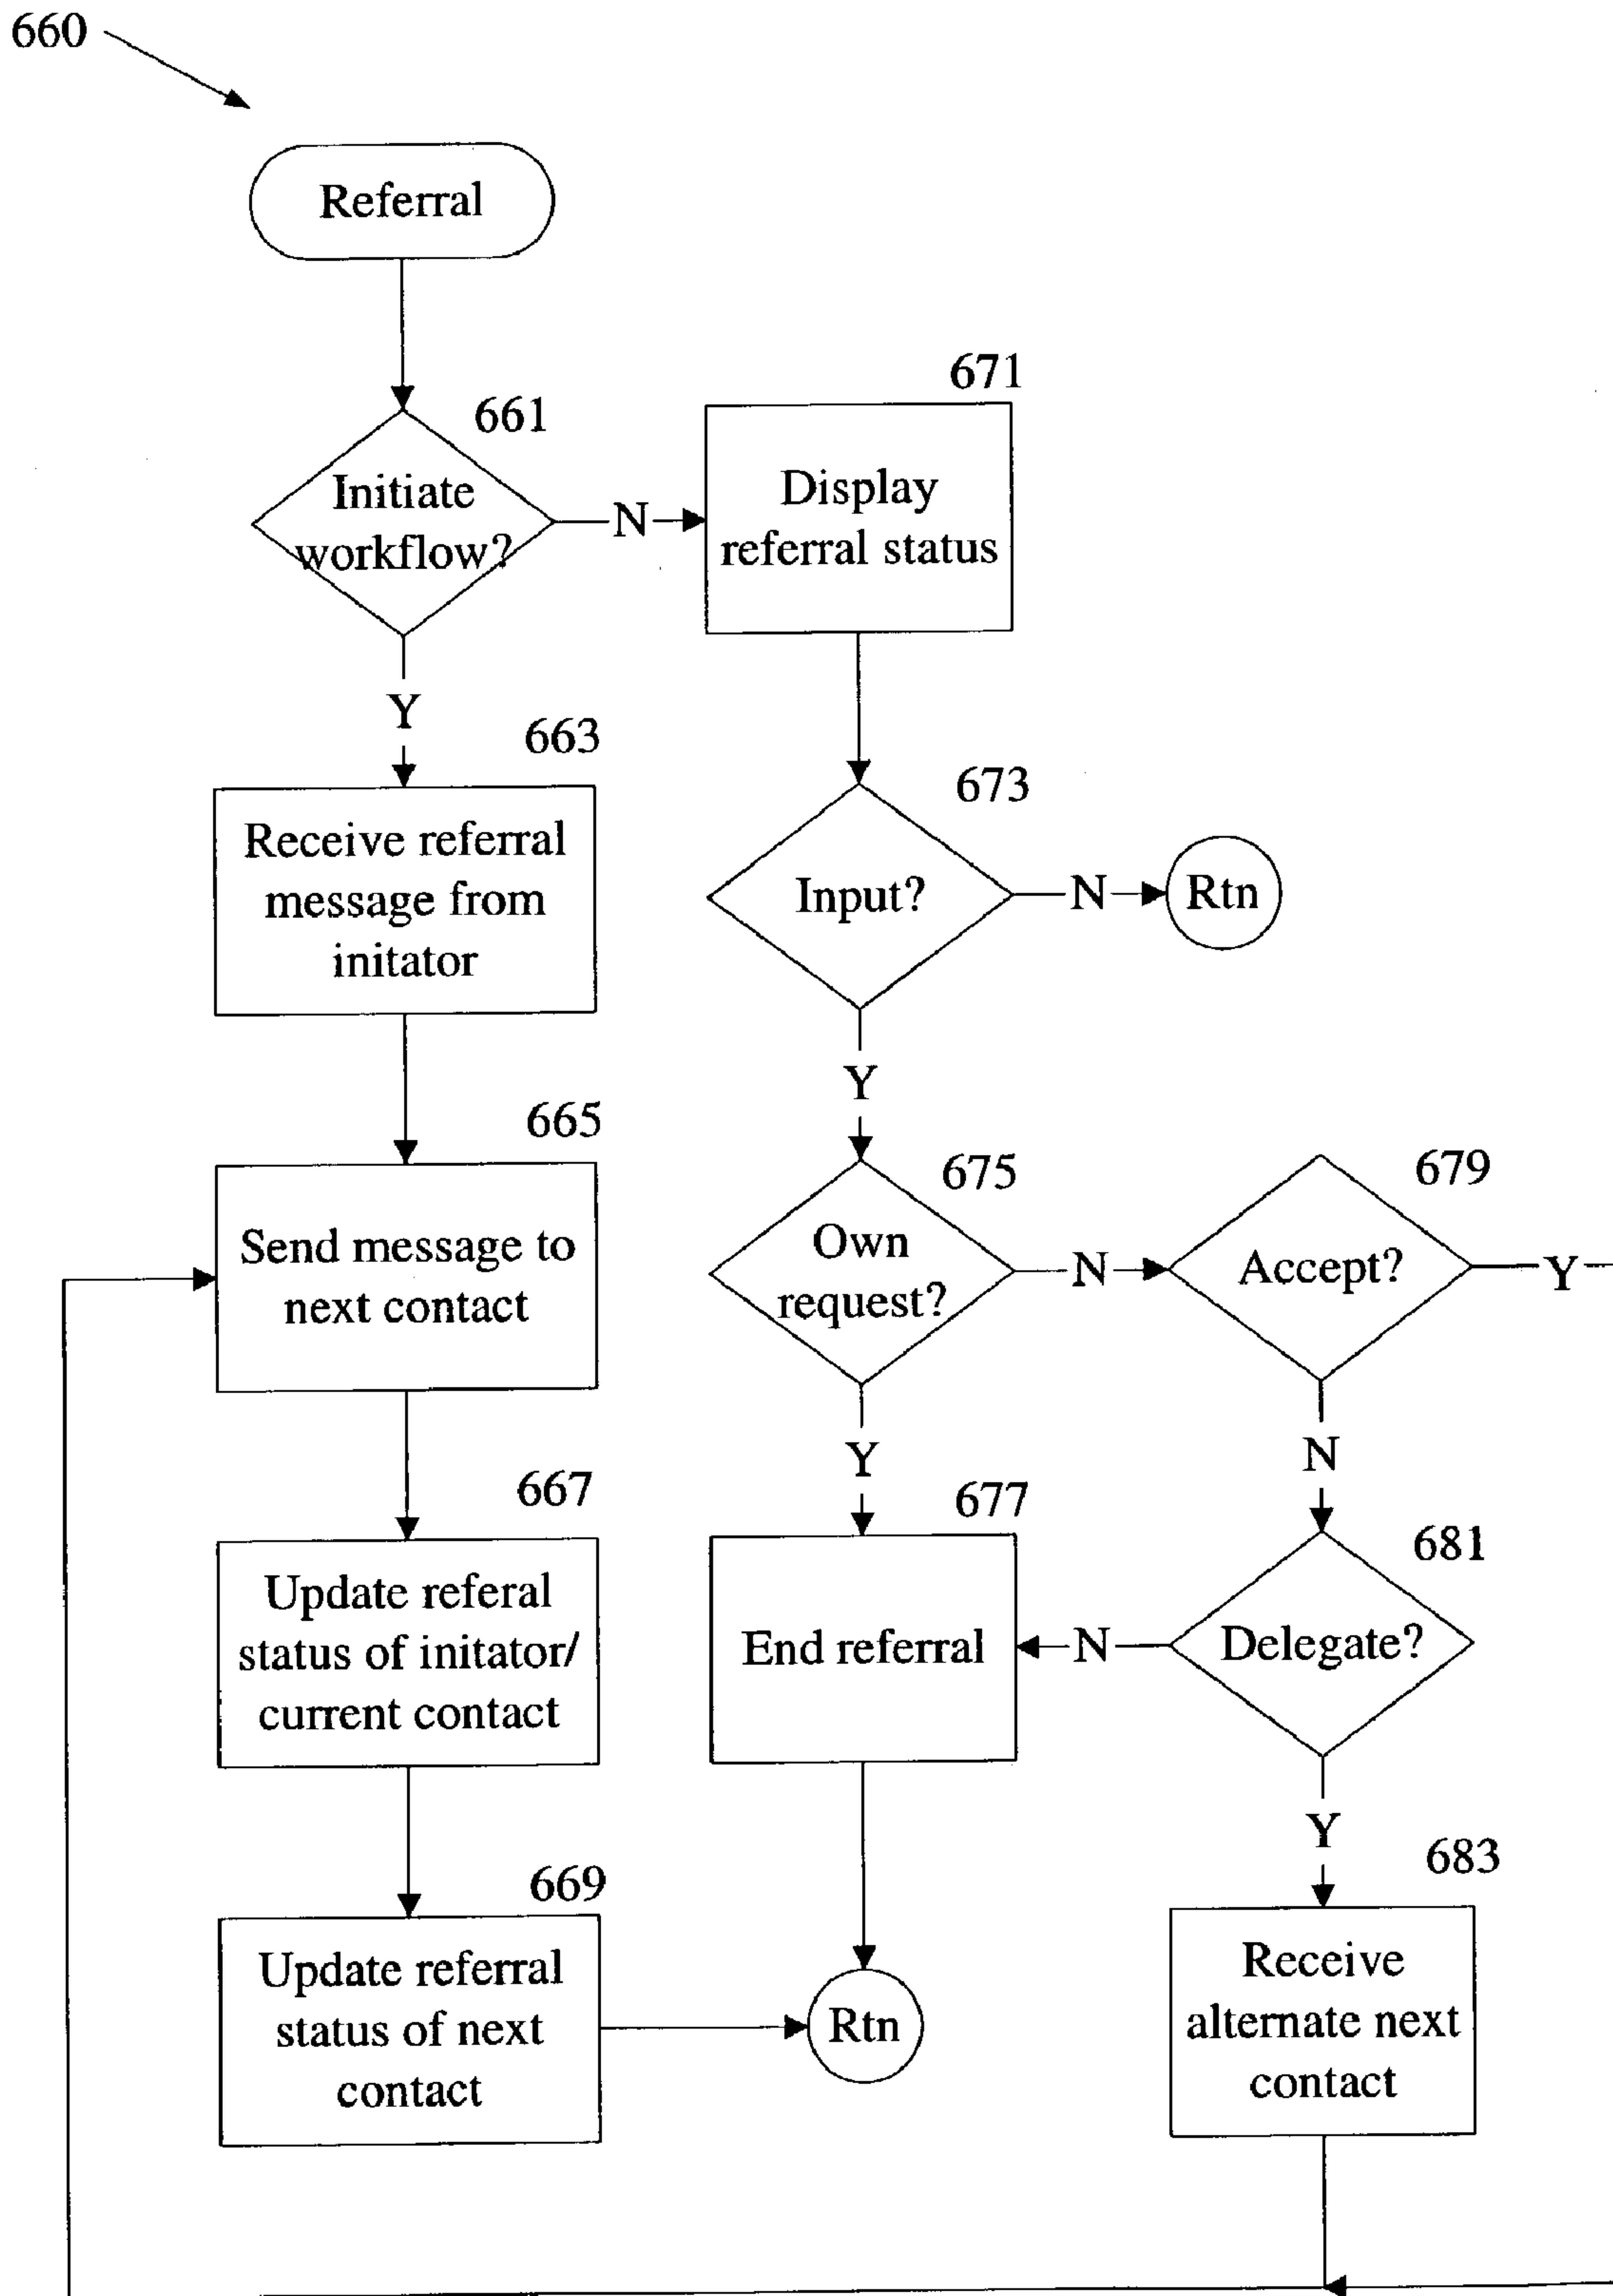 660
Referral
661
Initiate
workflow?
N
671
Display
referral status
Y
663
Receive referral
message from
initator
673
Input?
N
Rtn
Y
665
Send message to
next contact
675
Own
request?
N
679
Accept?
Y
N
Y
667
Update referal
status of initator/
current contact
677
End referral
N
681
Delegate?
Y
669
Update referral
status of next
contact
Rtn
683
Receive
alternate next
contact